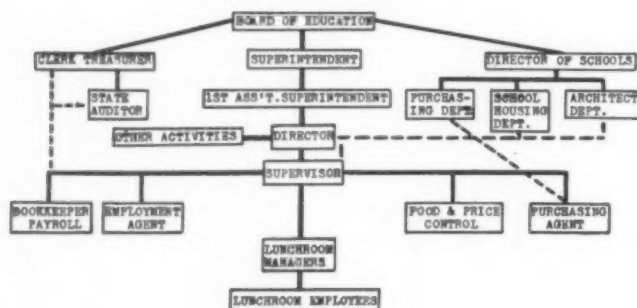 BOARD OF EDUCATION
CLERK TREASURER
SUPERINTENDENT
DIRECTOR OF SCHOOLS
STATE
AUDITOR
1ST ASS'T. SUPERINTENDENT
PURCHAS-
ING DEPT.
SCHOOL
HOUSING
DEPT.
ARCHITECT
DEPT.
OTHER ACTIVITIES
DIRECTOR
SUPERVISOR
BOOKKEEPER
PAYROLL
EMPLOYMENT
AGENT
FOOD & PRICE
CONTROL
PURCHASING
AGENT
LUNCHROOM
MANAGERS
LUNCHROOM EMPLOYERS